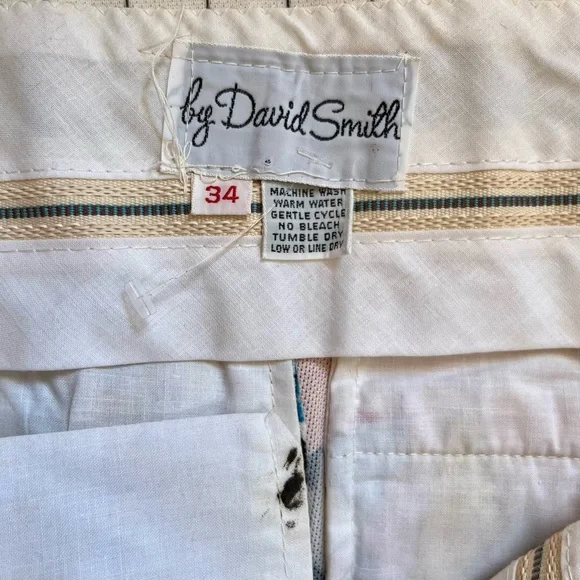 by David Smith
34
MACHINE WASH
WARM WATER
GENTLE CYCLE
NO BLEACH
TUMBLE DRY
LOW OR LINE DRY